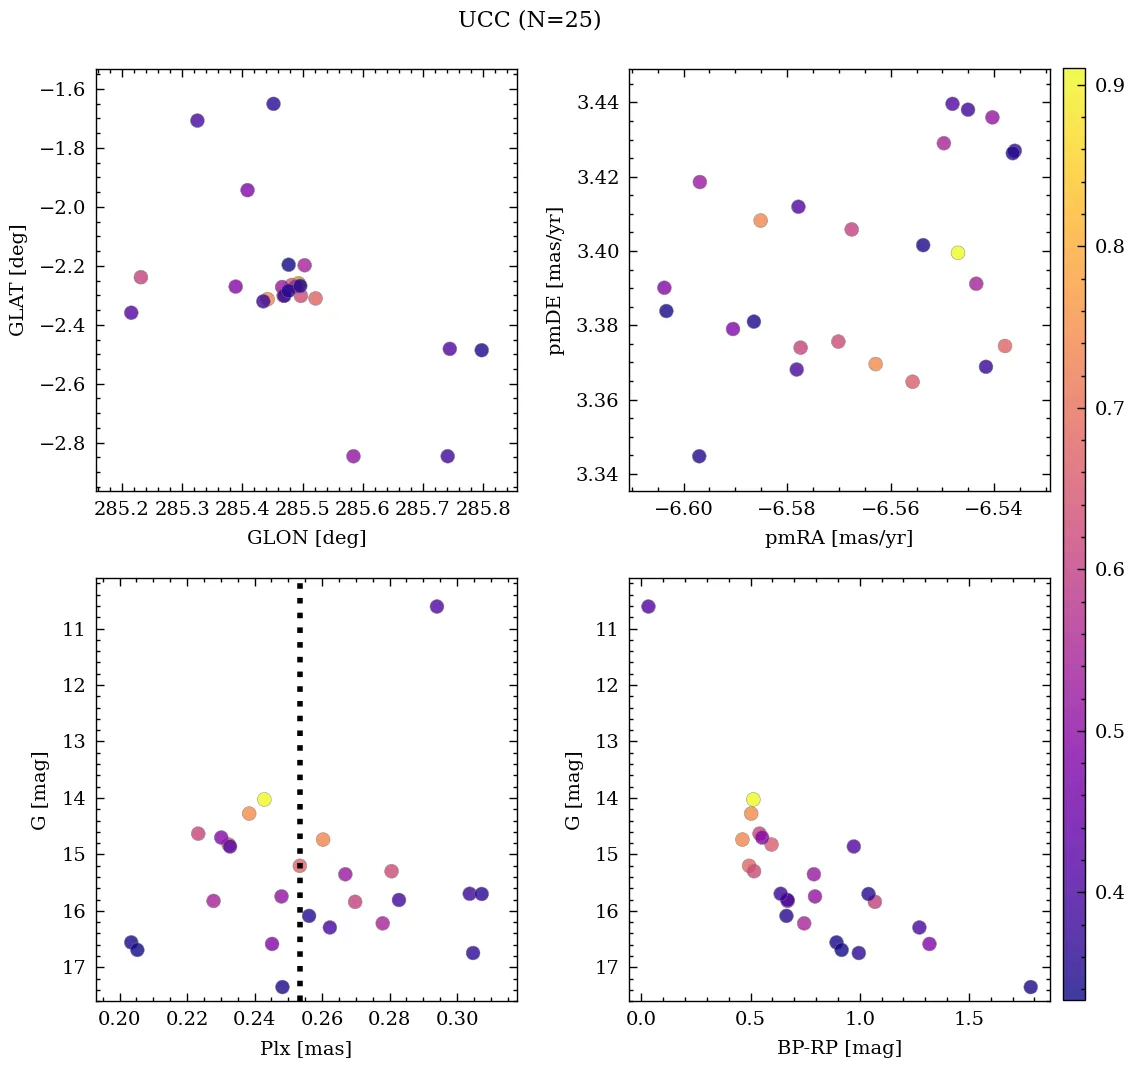 UCC (N=25)
−1.6
−1.8
−2.0
−2.2
−2.4
−2.6
−2.8
GLAT [deg]
285.2 285.3 285.4 285.5 285.6 285.7 285.8
GLON [deg]
3.44
3.42
3.40
3.38
3.36
3.34
pmDE [mas/yr]
−6.60 −6.58 −6.56 −6.54
pmRA [mas/yr]
11
12
13
14
15
16
17
G [mag]
0.20 0.22 0.24 0.26 0.28 0.30
Plx [mas]
11
12
13
14
15
16
17
G [mag]
0.0 0.5 1.0 1.5
BP-RP [mag]
0.9
0.8
0.7
0.6
0.5
0.4